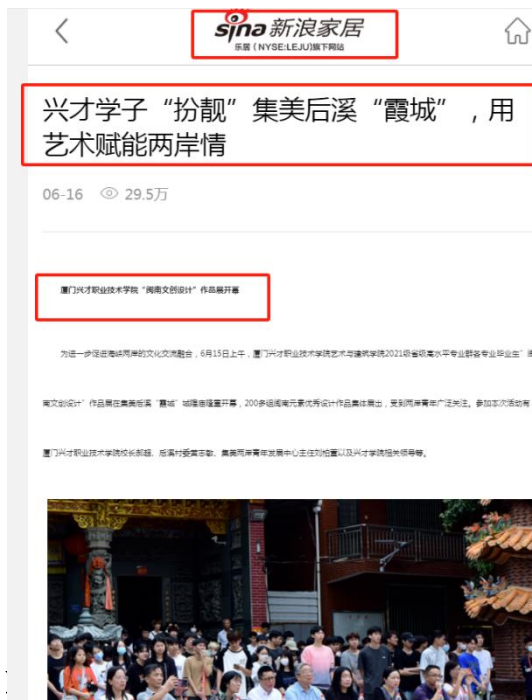 sina新浪家居
乐居(NYSE:LEJU)旗下网站
兴才学子“扮靓”集美后溪“霞城”，用
艺术赋能两岸情
06-16 29.5万
厦门兴才职业技术学院“闽南文创设计”作品展开幕
为进一步促进海峡两岸的文化交流融合，6月15日上午，厦门兴才职业技术学院艺术与建筑学院2021级省级高水平专业群各专业毕业生“闽
南文创设计”作品展在集美后溪“霞城”城隍庙隆重开幕，200多组闽南元素优秀设计作品集体展出，受到两岸青年广泛关注。参加本次活动有
厦门兴才职业技术学院校长郝超、后溪村委黄志敏、集美两岸青年发展中心主任刘柏萱以及兴才学院相关领导等。